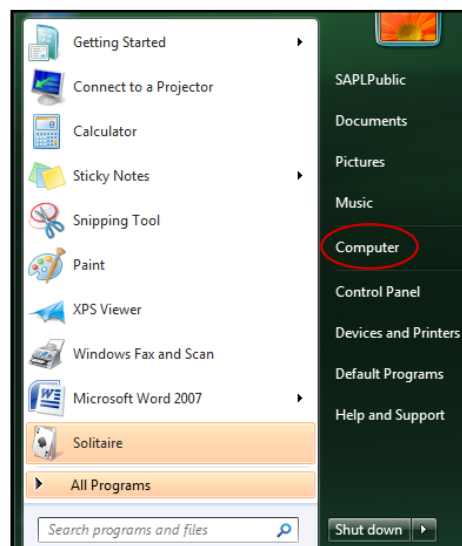 Getting Started
Connect to a Projector
Calculator
Sticky Notes
Snipping Tool
Paint
XPS Viewer
Windows Fax and Scan
Microsoft Word 2007
Solitaire
All Programs
Search programs and files
SAPLPublic
Documents
Pictures
Music
Computer
Control Panel
Devices and Printers
Default Programs
Help and Support
Shut down